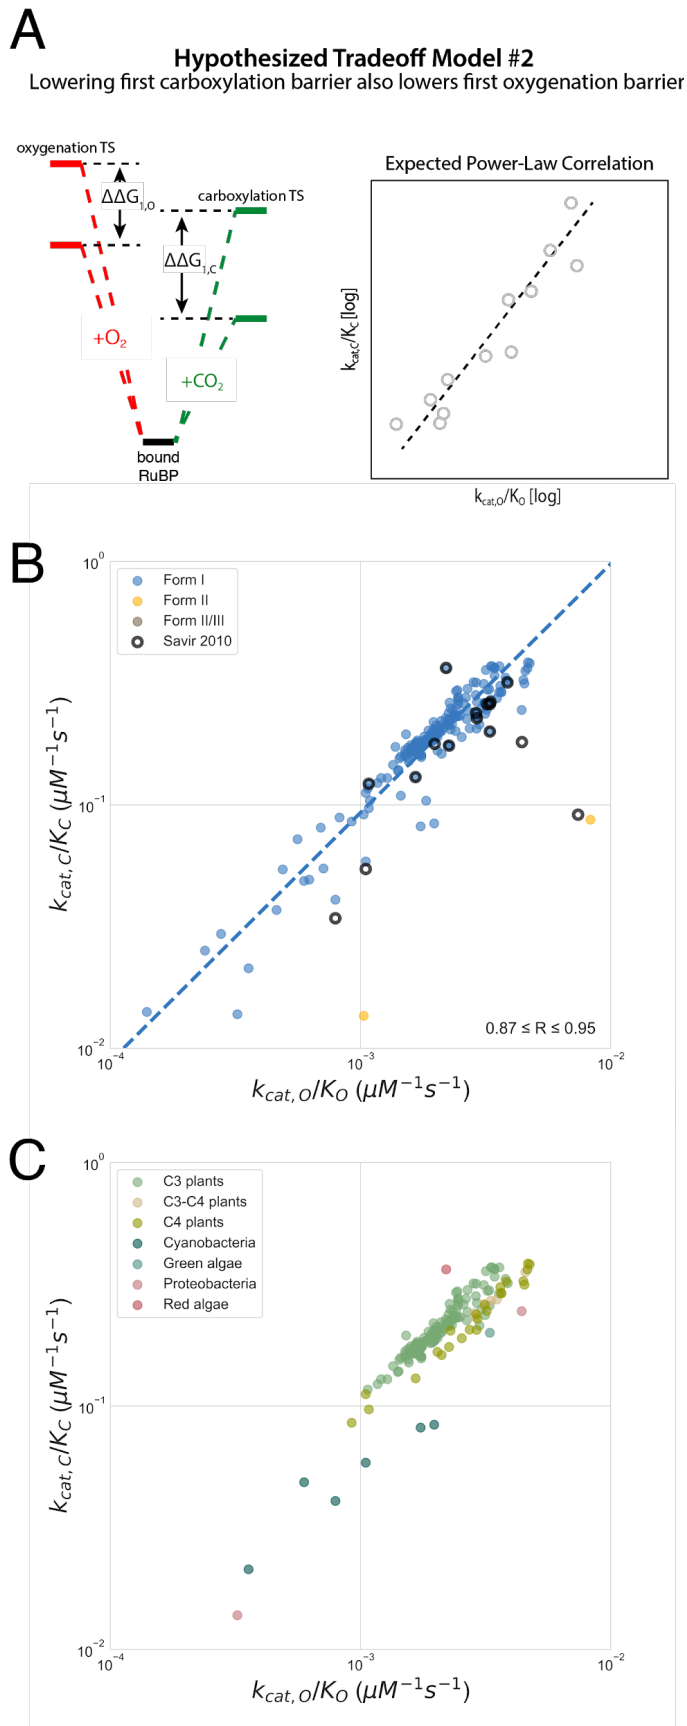 A
Hypothesized Tradeoff Model #2
Lowering first carboxylation barrier also lowers first oxygenation barrier
oxygenation TS
ΔΔG1,O
carboxylation TS
ΔΔG1,C
+O2
+CO2
bound
RuBP
Expected Power-Law Correlation
kcat,C/KC [log]
kcat,O/KO [log]
B
10^0
10^-1
10^-2
Form I
Form II
Form II/III
Savir 2010
kcat,C/KC (μM^-1s^-1)
0.87 ≤ R ≤ 0.95
10^-4
10^-3
10^-2
kcat,O/KO (μM^-1s^-1)
C
10^0
10^-1
10^-2
C3 plants
C3-C4 plants
C4 plants
Cyanobacteria
Green algae
Proteobacteria
Red algae
kcat,C/KC (μM^-1s^-1)
10^-4
10^-3
10^-2
kcat,O/KO (μM^-1s^-1)